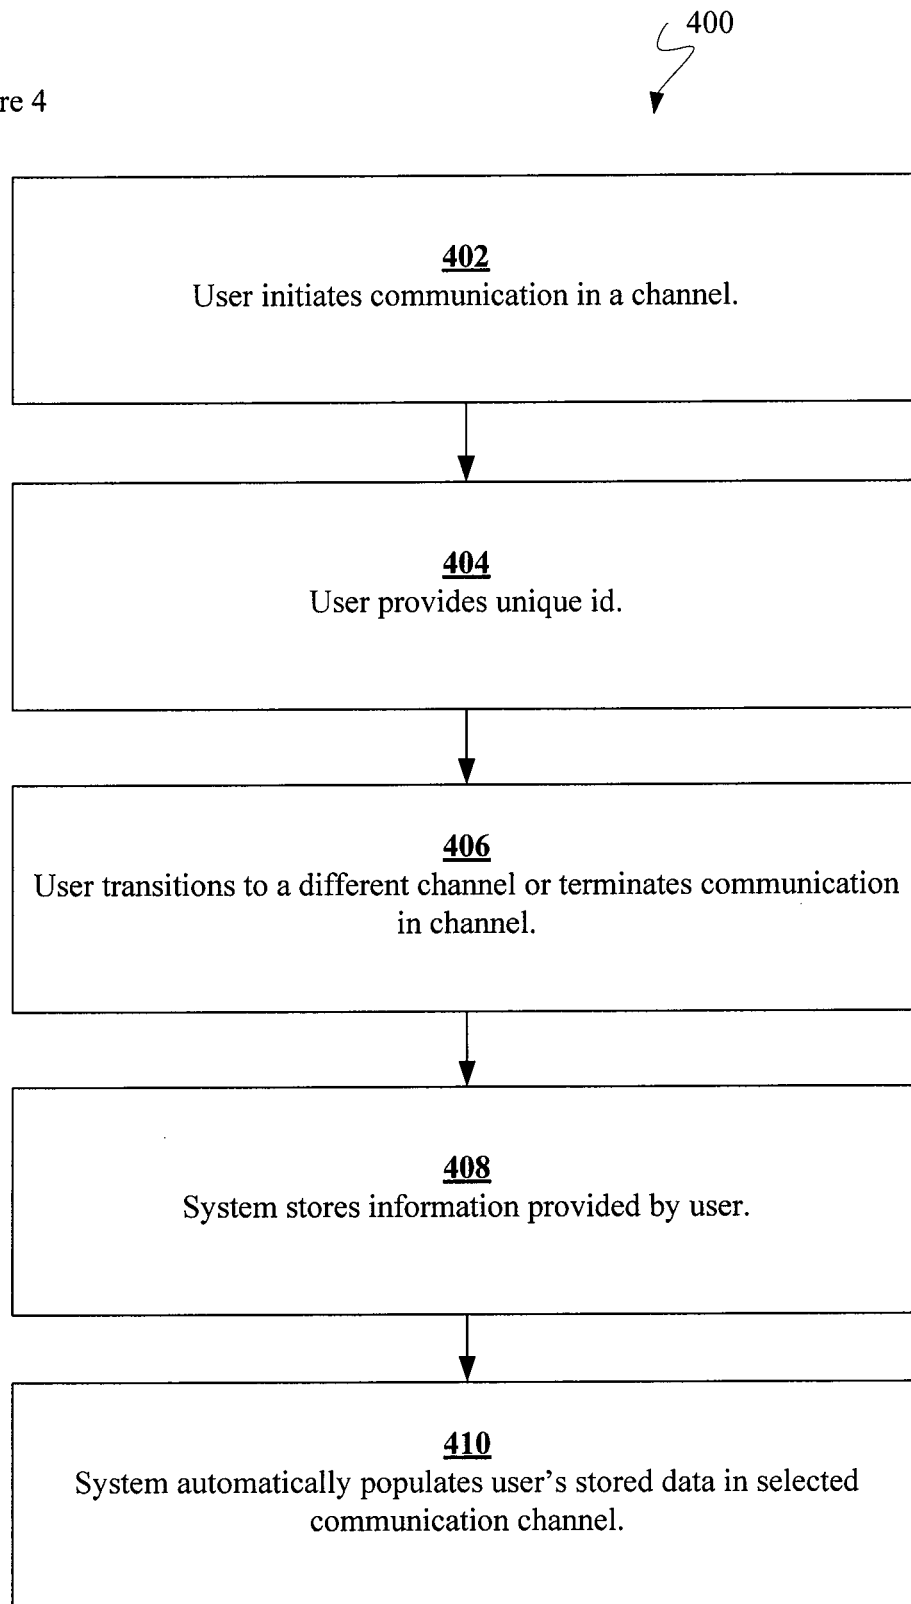 400
re 4
402
User initiates communication in a channel.
404
User provides unique id.
406
User transitions to a different channel or terminates communication
in channel.
408
System stores information provided by user.
410
System automatically populates user's stored data in selected
communication channel.